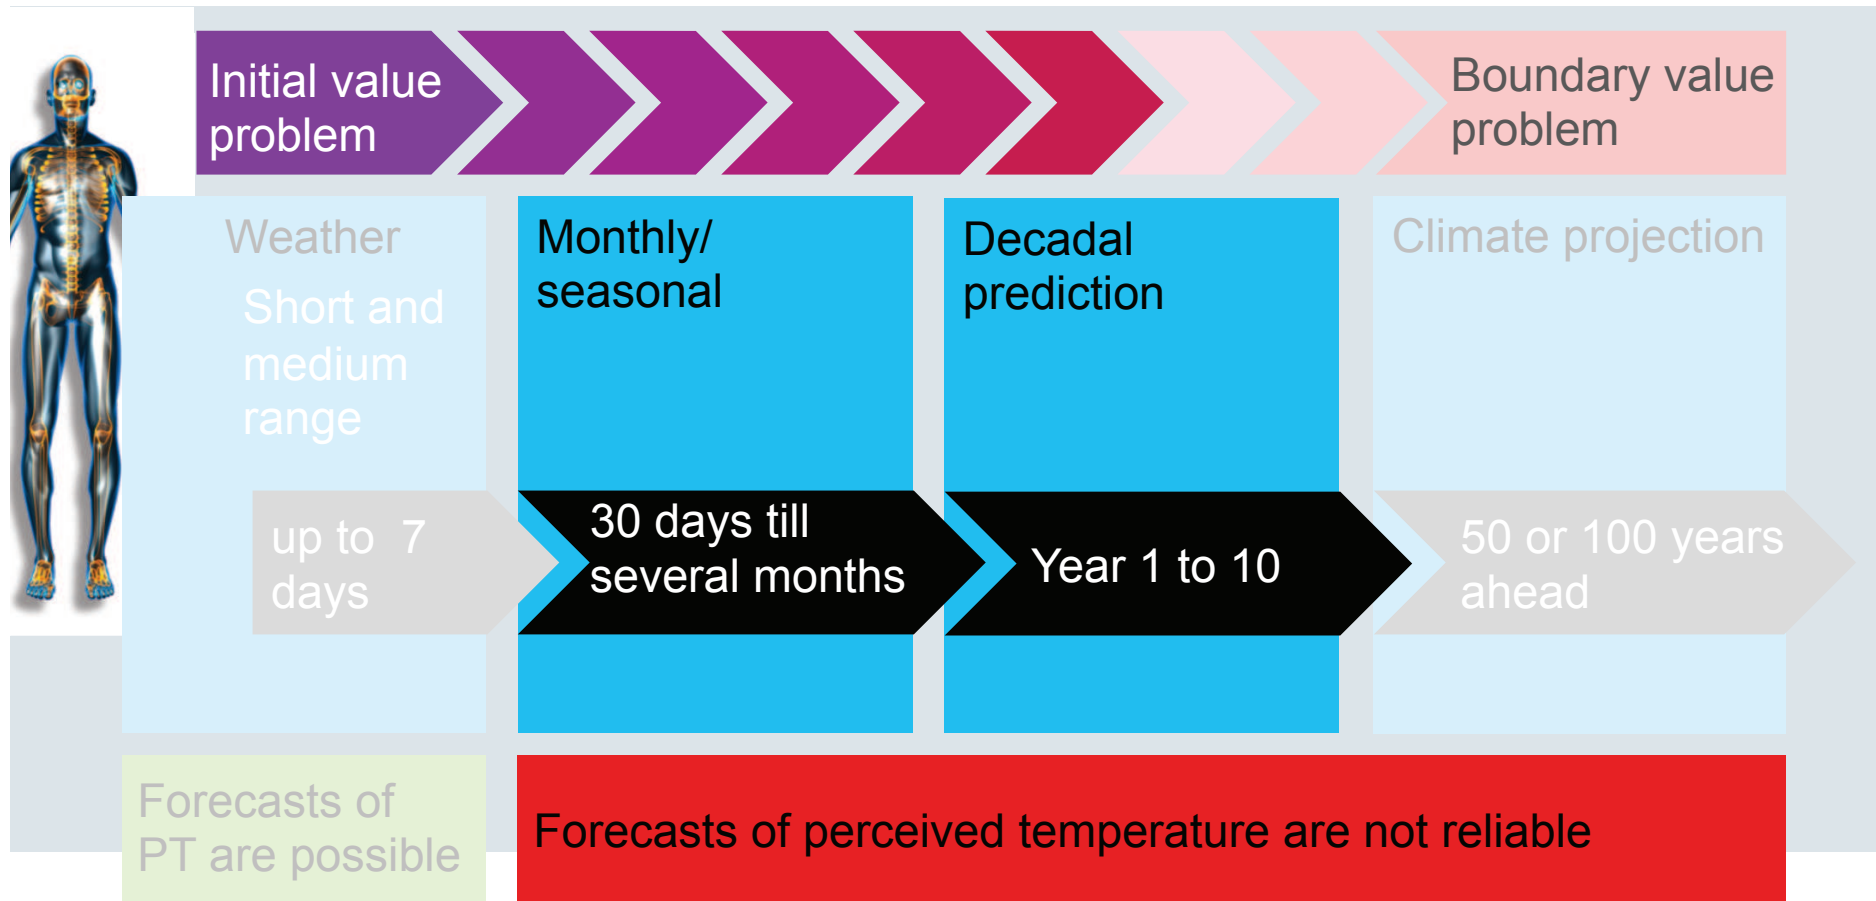 Initial value
problem
Boundary value
problem
Weather
Short and
medium
range
up to 7
days
Monthly/
seasonal
30 days till
several months
Decadal
prediction
Year 1 to 10
Climate projection
50 or 100 years
ahead
Forecasts of
PT are possible
Forecasts of perceived temperature are not reliable